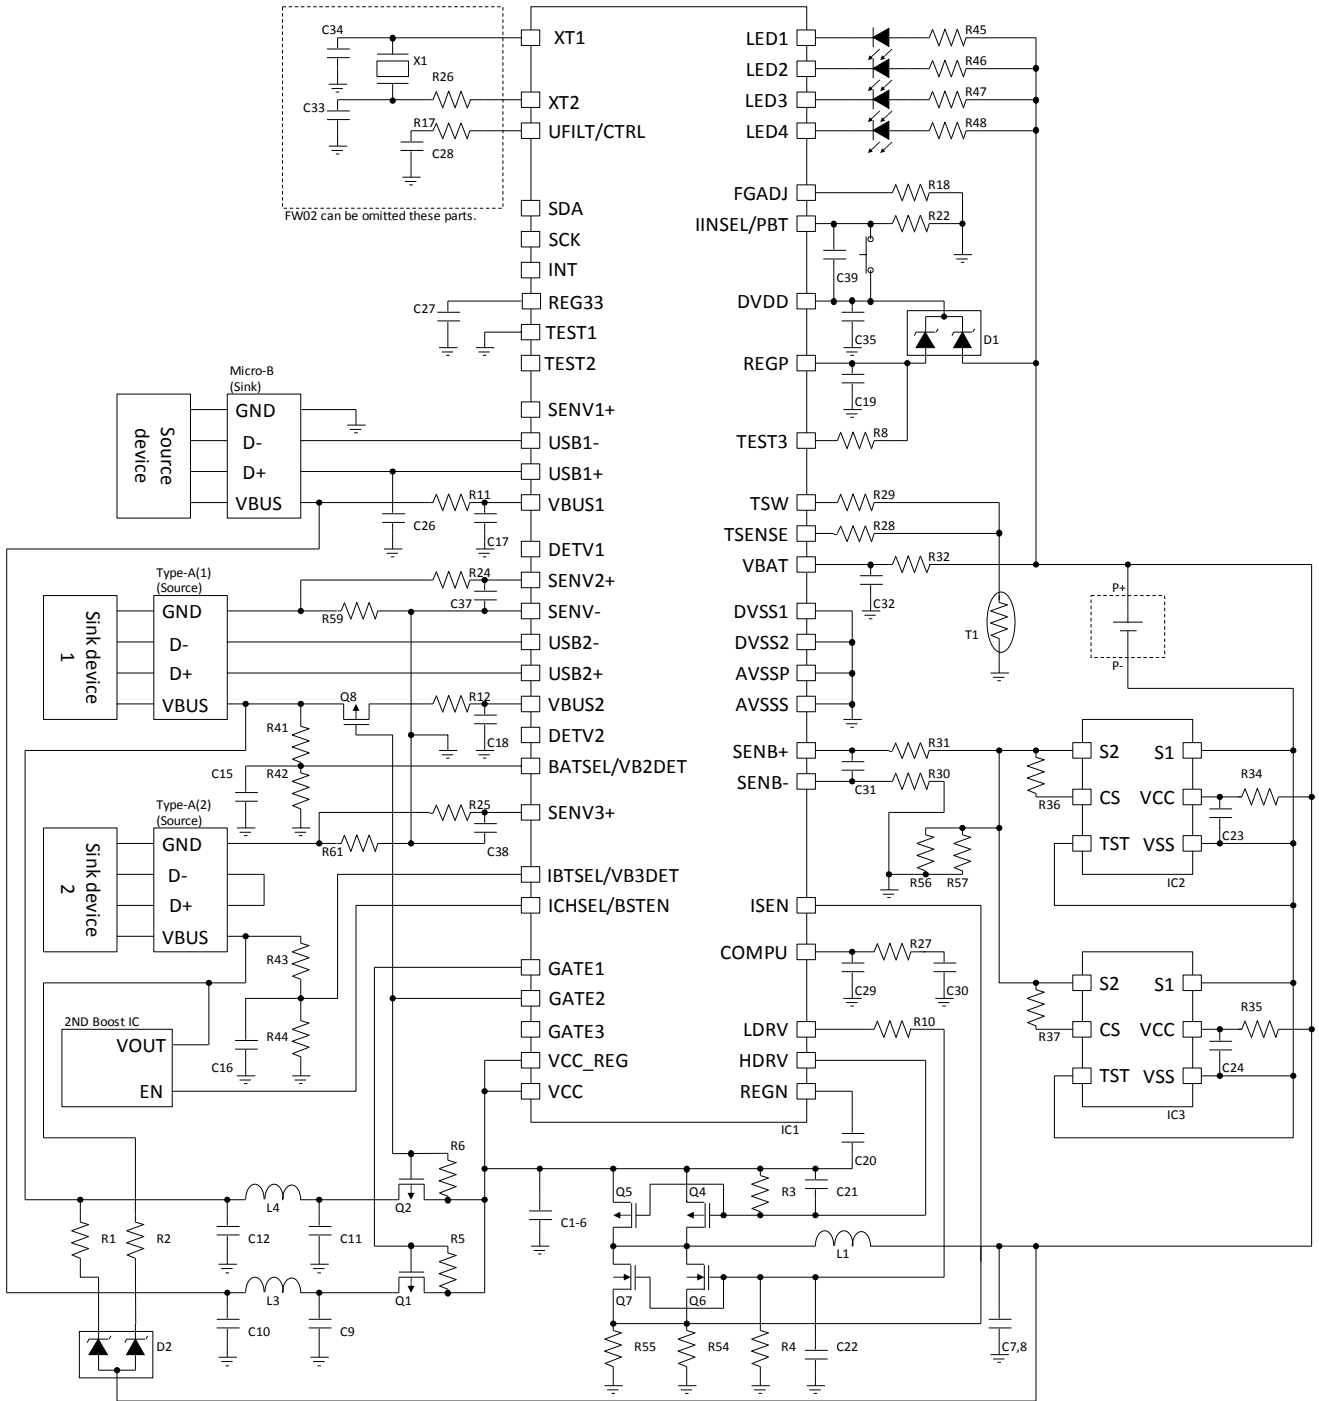 C34
X1
R26
C33
R17
C28
FW02 can be omitted these parts.
XT1
XT2
UFILT/CTRL
SDA
SCK
INT
REG33
TEST1
TEST2
SENV1+
USB1-
USB1+
VBUS1
DETV1
SENV2+
SENV-
USB2-
USB2+
VBUS2
DETV2
BATSEL/VB2DET
SENV3+
IBTSEL/VB3DET
ICHSEL/BSTEN
GATE1
GATE2
GATE3
VCC_REG
VCC
LED1
LED2
LED3
LED4
FGADJ
IINSEL/PBT
DVDD
REGP
TEST3
TSW
TSENSE
VBAT
DVSS1
DVSS2
AVSSP
AVSSS
SENB+
SENB-
ISEN
COMPU
LDRV
HDRV
REGN
IC1
R45
R46
R47
R48
R18
R22
C39
C35
D1
C19
R8
R29
R28
R32
C32
T1
P+
P-
R31
C31
R30
R56
R57
R36
S2
S1
CS
VCC
TST
VSS
IC2
R34
C23
R37
S2
S1
CS
VCC
TST
VSS
IC3
R35
C24
R27
C29
C30
R10
C20
C27
Micro-B
(Sink)
GND
D-
D+
VBUS
Source
device
R11
C26
C17
Type-A(1)
(Source)
GND
D-
D+
VBUS
Sink device
1
R24
C37
R59
Q8
R12
C18
R41
R42
C15
Type-A(2)
(Source)
GND
D-
D+
VBUS
Sink device
2
R25
C38
R61
R43
R44
C16
2ND Boost IC
VOUT
EN
R6
Q2
L4
C12
C11
R1
R2
R5
Q1
L3
C10
C9
D2
C1-6
Q5
Q4
R3
C21
L1
Q7
Q6
R55
R54
R4
C22
C7,8